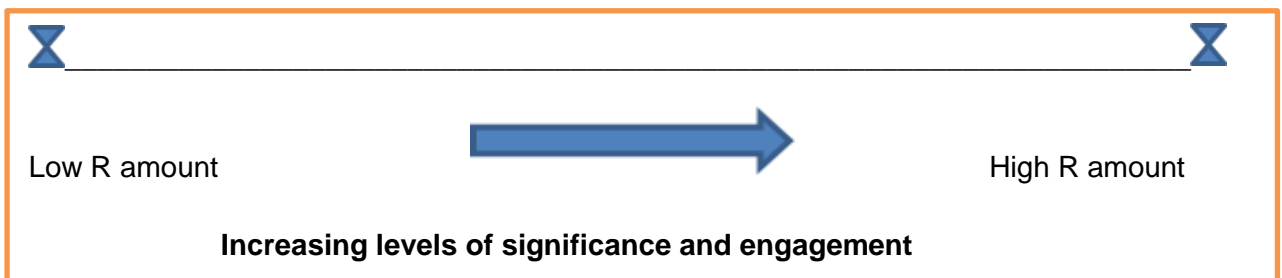 Low R amount High R amount
Increasing levels of significance and engagement